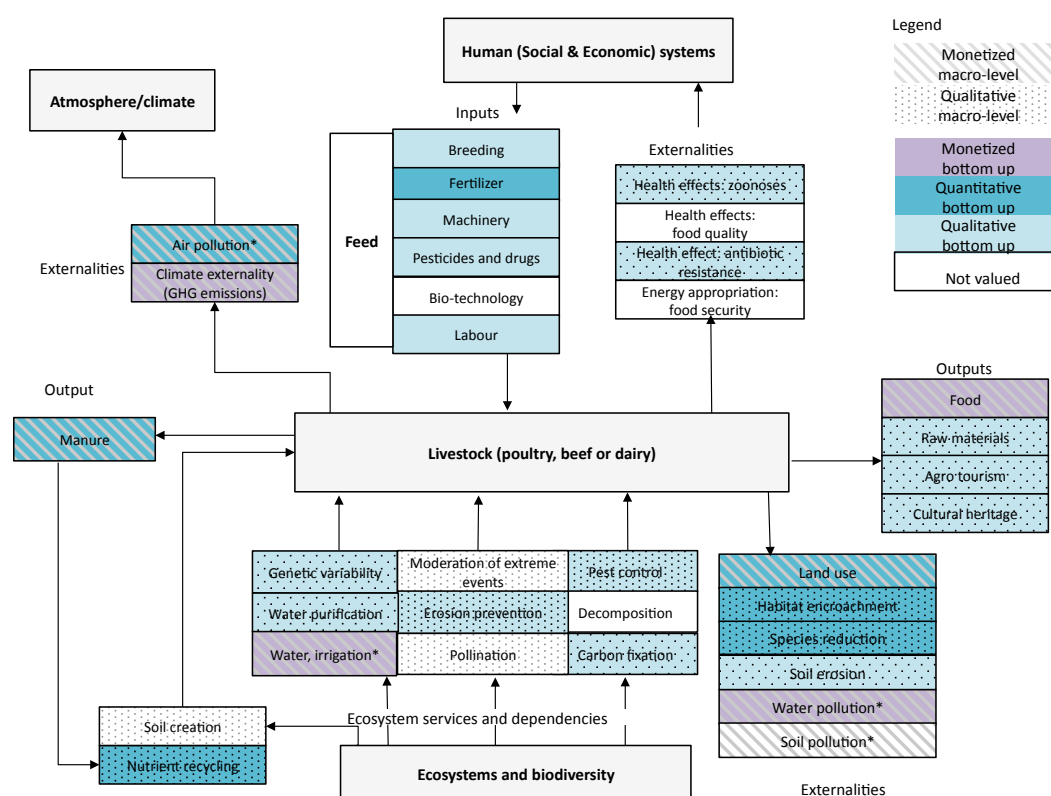 Legend
Human (Social & Economic) systems
Monetized
macro-level
Qualitative
macro-level
Monetized
bottom up
Quantitative
bottom up
Qualitative
bottom up
Not valued
Atmosphere/climate
Inputs
Breeding
Fertilizer
Machinery
Pesticides and drugs
Bio-technology
Labour
Feed
Externalities
Health effects: zoonoses
Health effects:
food quality
Health effect: antibiotic
resistance
Energy appropriation:
food security
Externalities
Air pollution*
Climate externality
(GHG emissions)
Output
Manure
Livestock (poultry, beef or dairy)
Outputs
Food
Raw materials
Agro tourism
Cultural heritage
Genetic variability
Water purification
Water, irrigation*
Moderation of extreme
events
Erosion prevention
Pollination
Pest control
Decomposition
Carbon fixation
Land use
Habitat encroachment
Species reduction
Soil erosion
Water pollution*
Soil pollution*
Externalities
Soil creation
Nutrient recycling
Ecosystem services and dependencies
Ecosystems and biodiversity